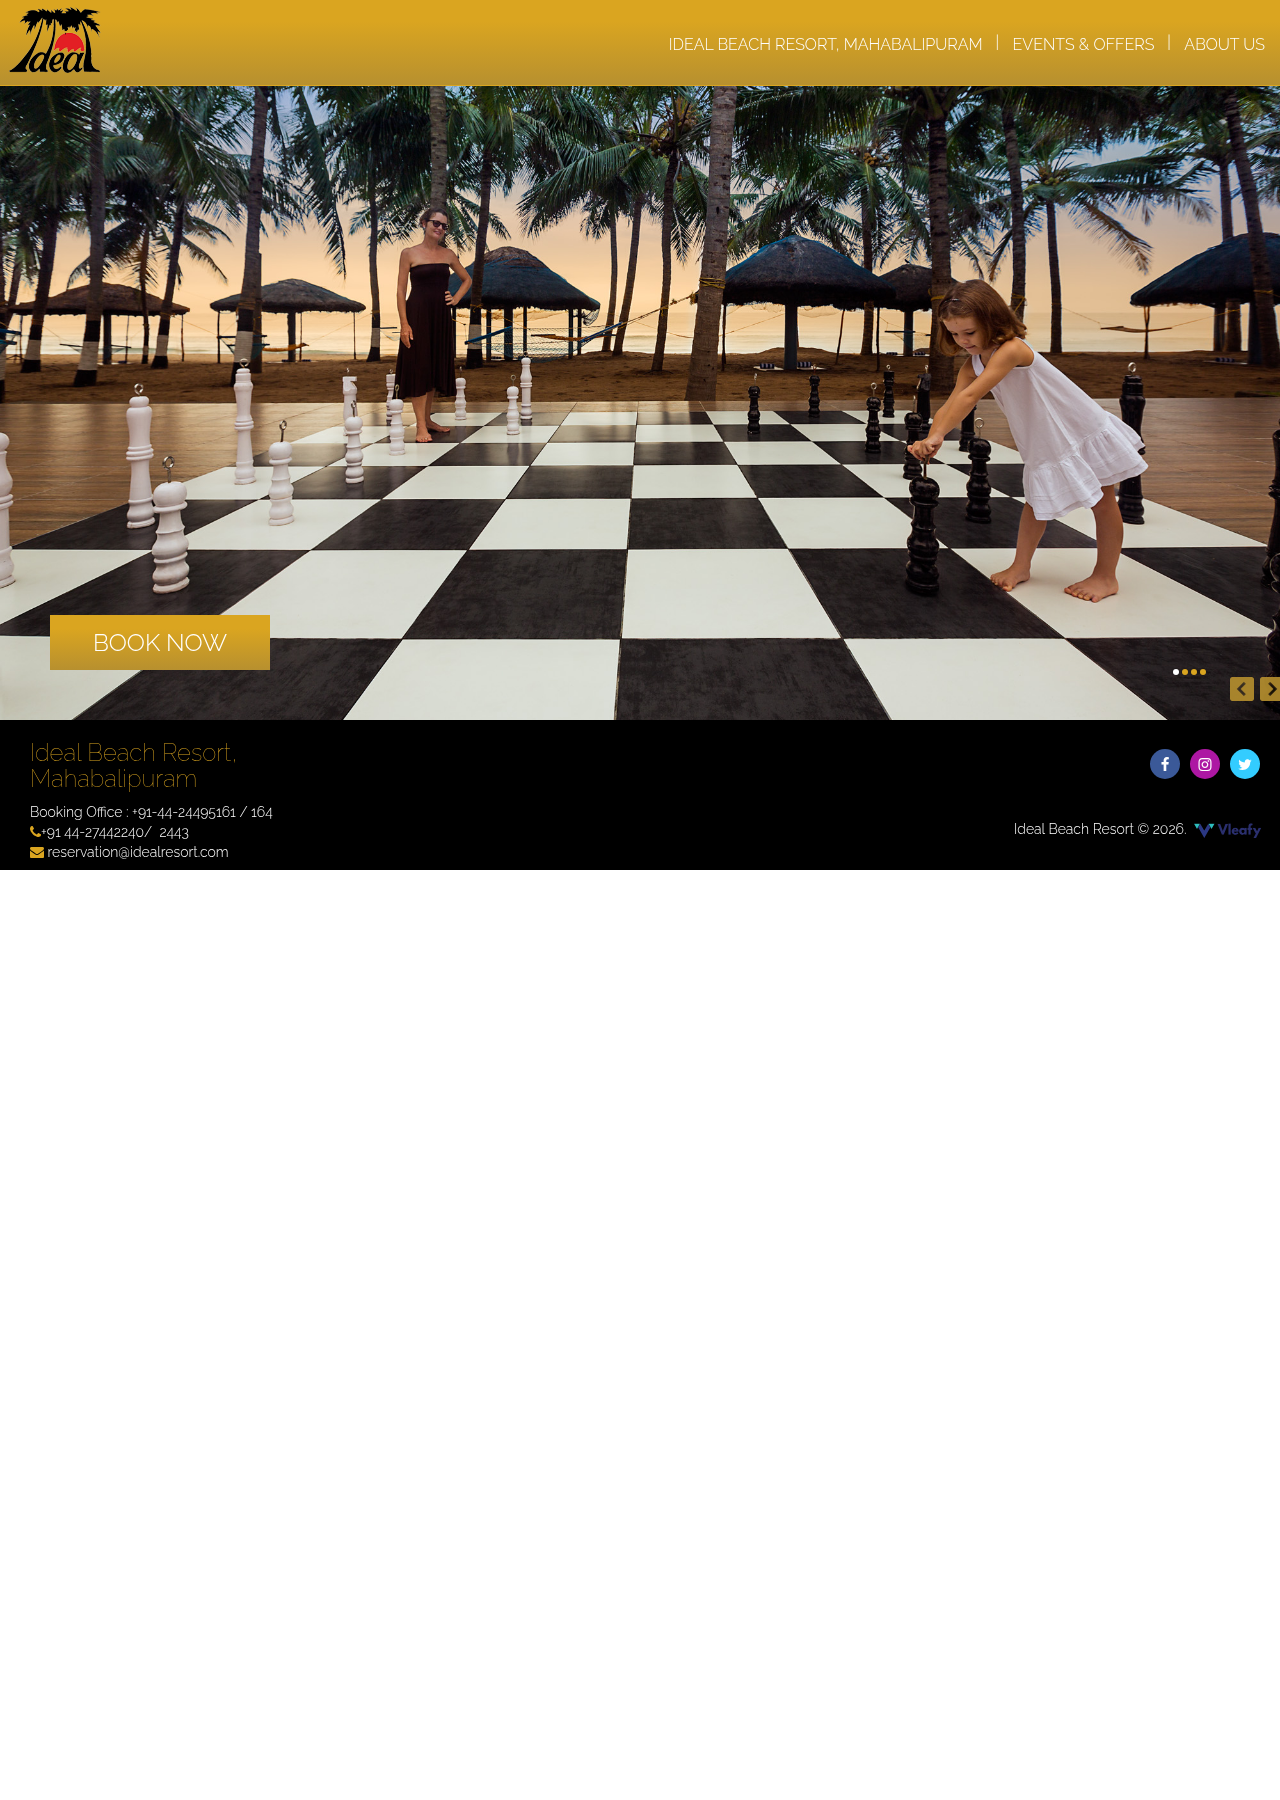 Ideal
IDEAL BEACH RESORT, MAHABALIPURAM | EVENTS & OFFERS | ABOUT US
BOOK NOW
Ideal Beach Resort,
Mahabalipuram
Booking Office : +91-44-24495161 / 164
+91 44-27442240/ 2443
reservation@idealresort.com
Ideal Beach Resort © 2026. Vleafy